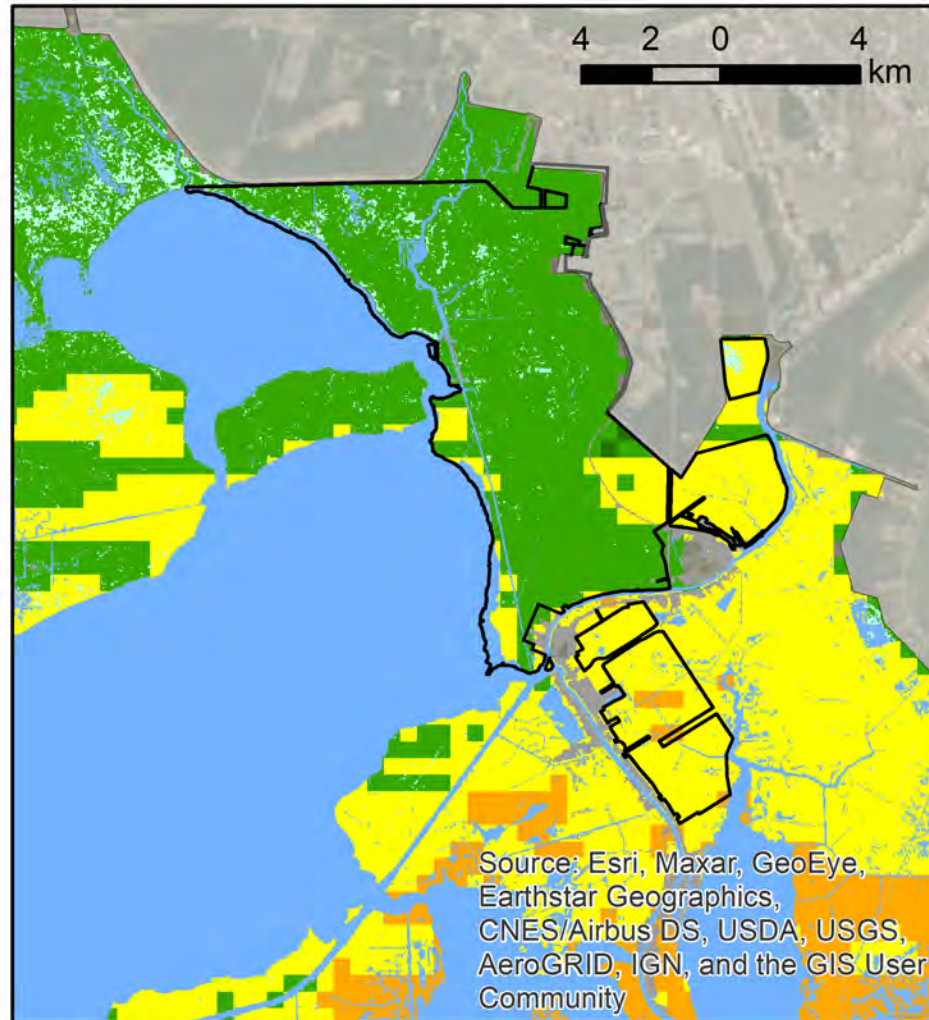 4 2 0 4
km
Source: Esri, Maxar, GeoEye,
Earthstar Geographics,
CNES/Airbus DS, USDA, USGS,
AeroGRID, IGN, and the GIS User
Community